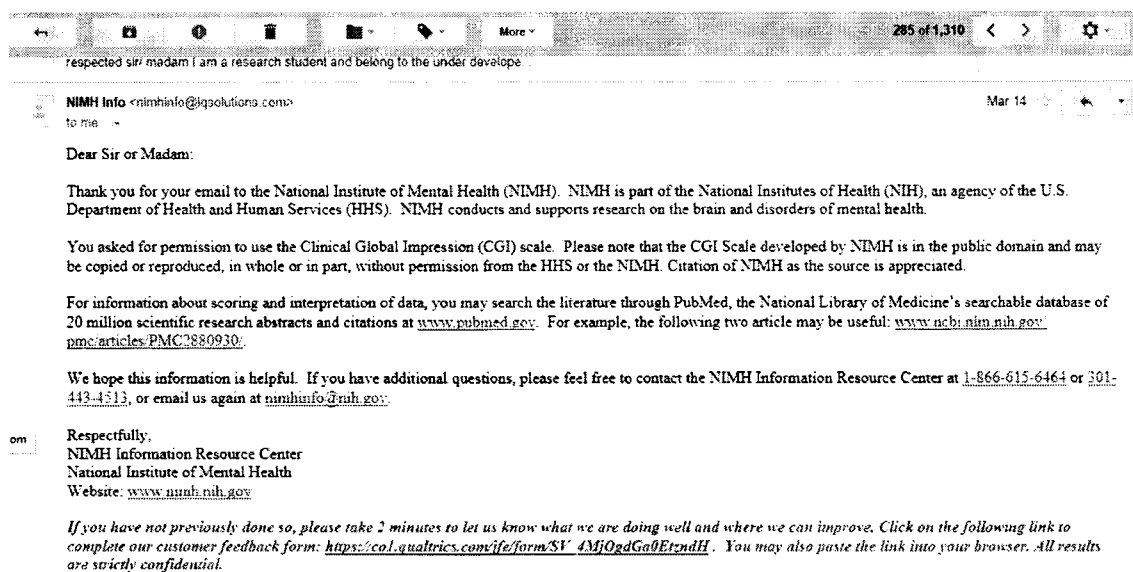 More
285 of 1,310
respected sir/ madam I am a research student and belong to the under develope...
NIMH Info <nimhinfo@iqsolutions.com>
Mar 14
to me
Dear Sir or Madam:
Thank you for your email to the National Institute of Mental Health (NIMH). NIMH is part of the National Institutes of Health (NIH), an agency of the U.S.
Department of Health and Human Services (HHS). NIMH conducts and supports research on the brain and disorders of mental health.
You asked for permission to use the Clinical Global Impression (CGI) scale. Please note that the CGI Scale developed by NIMH is in the public domain and may
be copied or reproduced, in whole or in part, without permission from the HHS or the NIMH. Citation of NIMH as the source is appreciated.
For information about scoring and interpretation of data, you may search the literature through PubMed, the National Library of Medicine's searchable database of
20 million scientific research abstracts and citations at www.pubmed.gov. For example, the following two article may be useful: www.ncbi.nlm.nih.gov/
pmc/articles/PMC2880930/.
We hope this information is helpful. If you have additional questions, please feel free to contact the NIMH Information Resource Center at 1-866-615-6464 or 301-
443-4513, or email us again at nimhinfo@nih.gov.
om
Respectfully,
NIMH Information Resource Center
National Institute of Mental Health
Website: www.nimh.nih.gov
If you have not previously done so, please take 2 minutes to let us know what we are doing well and where we can improve. Click on the following link to
complete our customer feedback form: https://co1.qualtrics.com/jfe/form/SV_4MjOgdGa0EtzndH. You may also paste the link into your browser. All results
are strictly confidential.